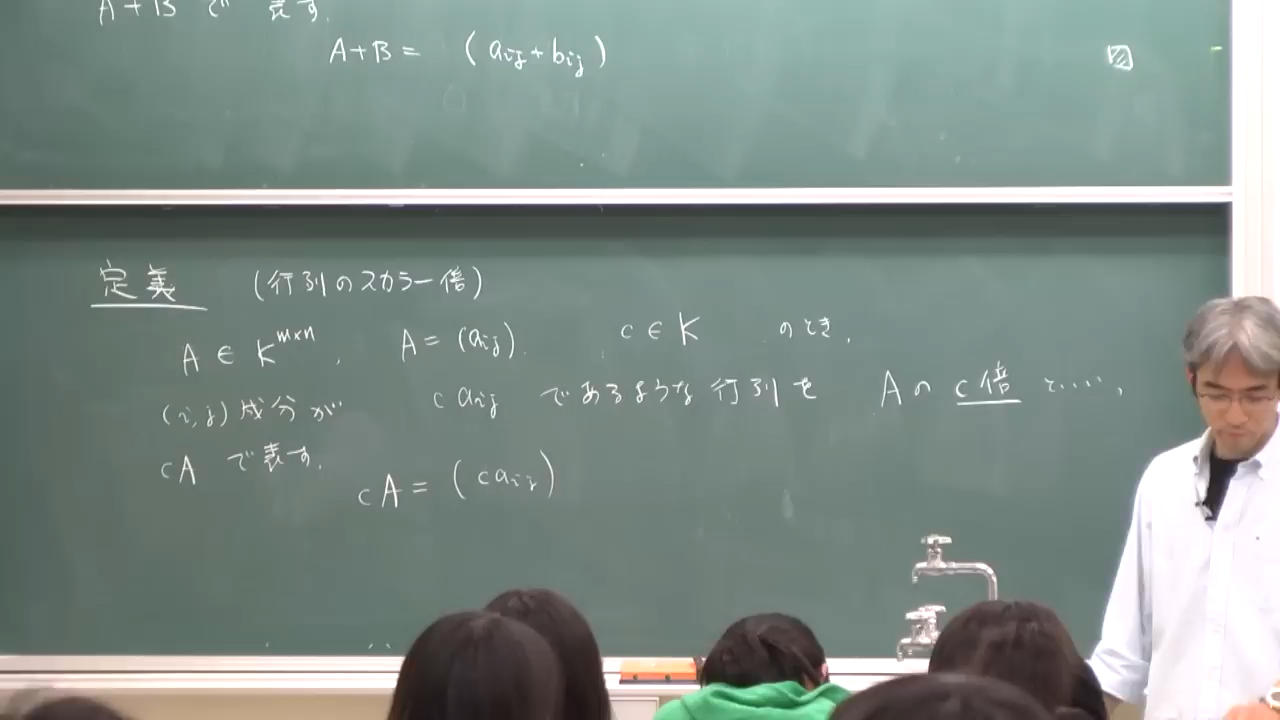 A+B で 表す.
A+B = (aij + bij)
定義 (行列のスカラー倍)
A ∈ K^{m×n}, A = (aij). c ∈ K のとき,
(i,j)成分が c aij であるような行列を Aの c倍 といい,
cA で表す.
cA = (c aij)